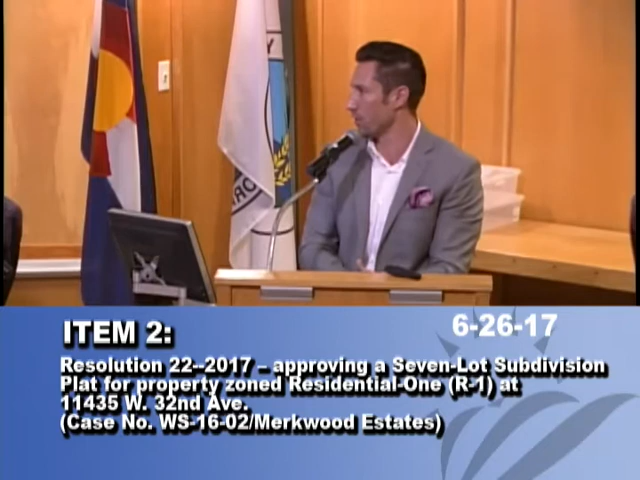 ITEM 2:
6-26-17
Resolution 22--2017 – approving a Seven-Lot Subdivision
Plat for property zoned Residential-One (R-1) at
11435 W. 32nd Ave.
(Case No. WS-16-02/Merkwood Estates)